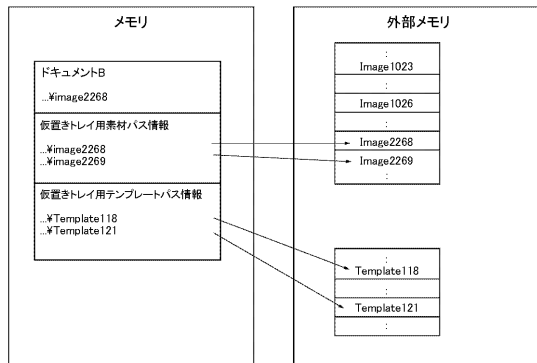 メモリ
ドキュメントB
...¥image2268
仮置きトレイ用素材パス情報
...¥image2268
...¥image2269
仮置きトレイ用テンプレートパス情報
...¥Template118
...¥Template121
外部メモリ
:
Image1023
:
Image1026
:
Image2268
Image2269
:
:
Template118
:
Template121
: